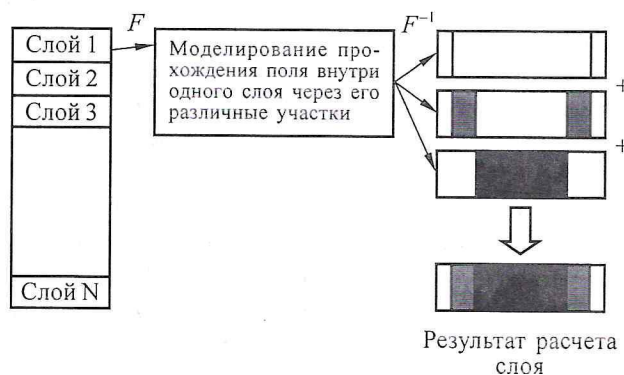 Слой 1
Слой 2
Слой 3
Слой N
F
Моделирование про-
хождения поля внутри
одного слоя через его
различные участки
F⁻¹
+
+
Результат расчета
слоя